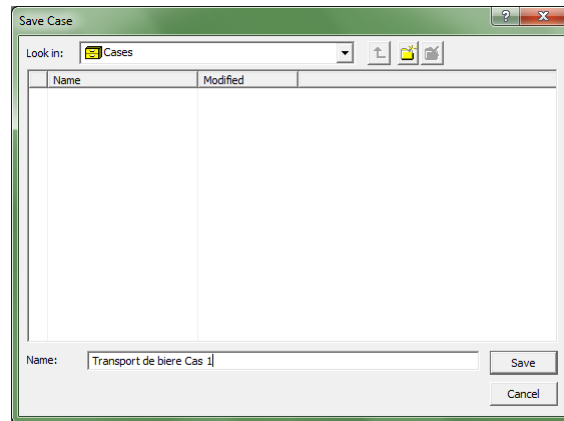 Save Case
Look in: Cases
Name Modified
Name: Transport de biere Cas 1
Save
Cancel